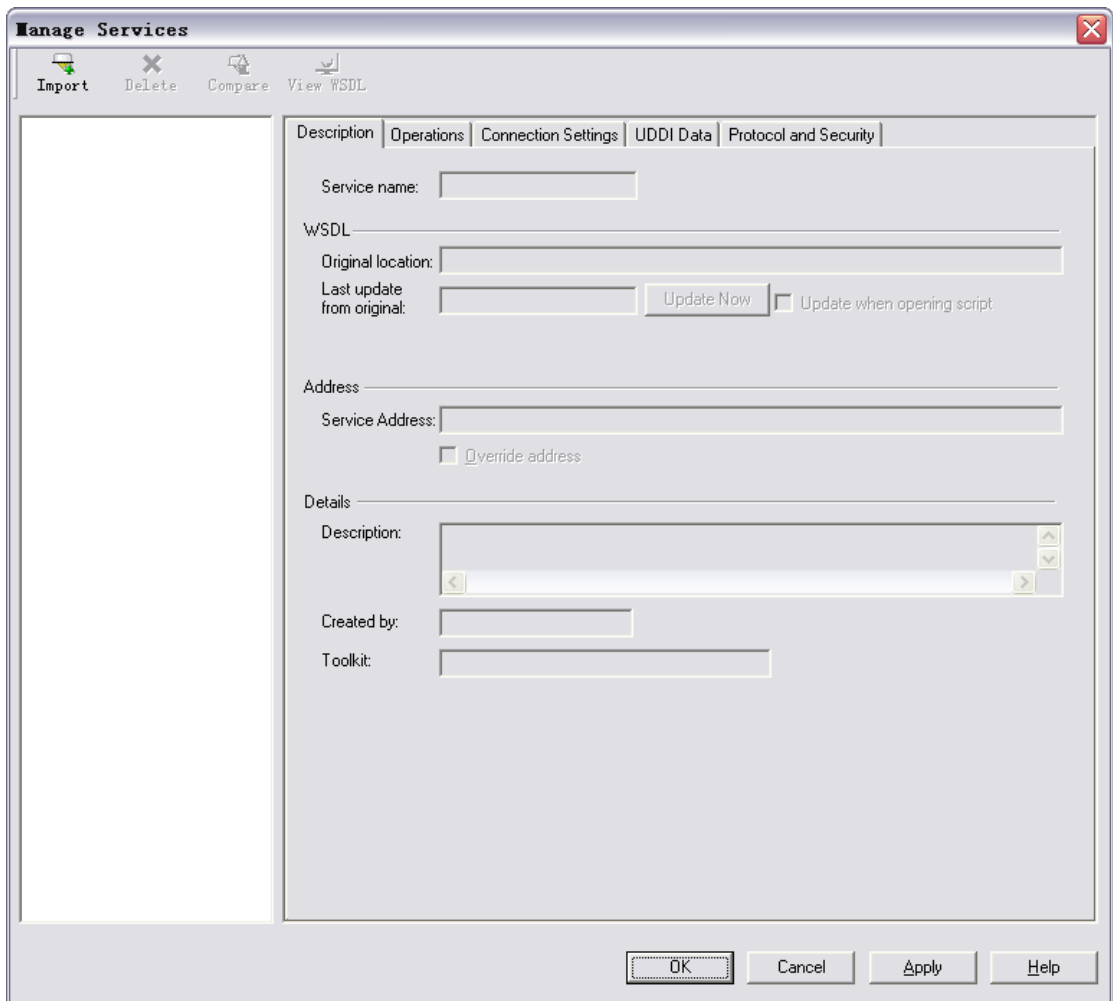 Manage Services
Import Delete Compare View WSDL
Description Operations Connection Settings UDDI Data Protocol and Security
Service name:
WSDL
Original location:
Last update
from original:
Update Now
Update when opening script
Address
Service Address:
Override address
Details
Description:
Created by:
Toolkit:
OK Cancel Apply Help